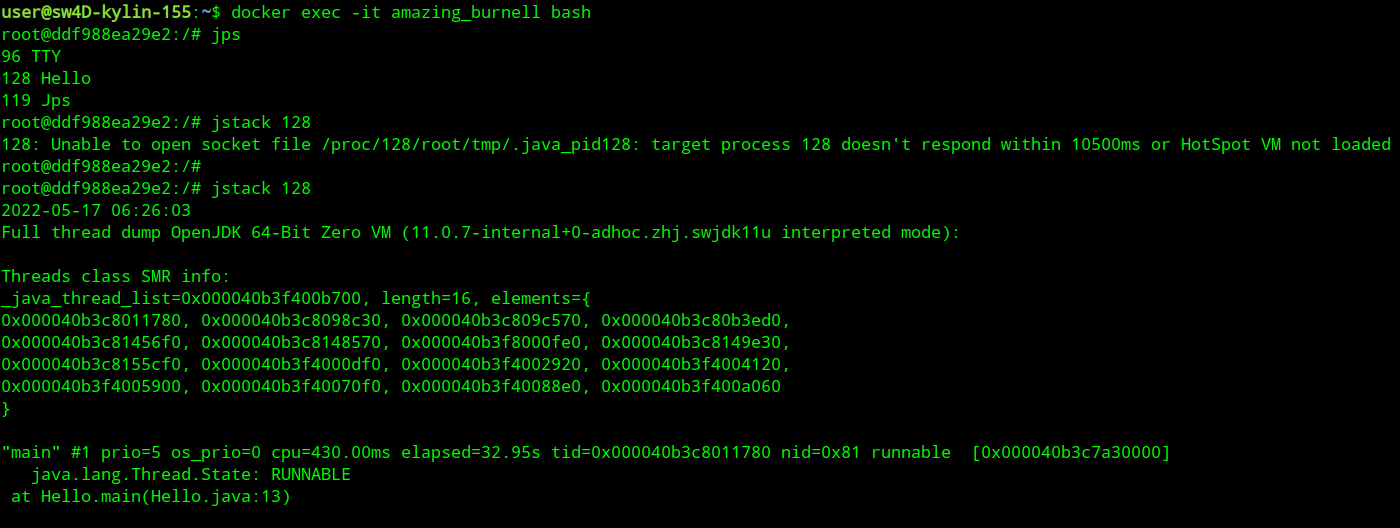 user@sw4D-kylin-155:~$ docker exec -it amazing_burnell bash
root@ddf988ea29e2:/# jps
96 TTY
128 Hello
119 Jps
root@ddf988ea29e2:/# jstack 128
128: Unable to open socket file /proc/128/root/tmp/.java_pid128: target process 128 doesn't respond within 10500ms or HotSpot VM not loaded
root@ddf988ea29e2:/#
root@ddf988ea29e2:/# jstack 128
2022-05-17 06:26:03
Full thread dump OpenJDK 64-Bit Zero VM (11.0.7-internal+0-adhoc.zhj.swjdk11u interpreted mode):
Threads class SMR info:
_java_thread_list=0x000040b3f400b700, length=16, elements={
0x000040b3c8011780, 0x000040b3c8098c30, 0x000040b3c809c570, 0x000040b3c80b3ed0,
0x000040b3c81456f0, 0x000040b3c8148570, 0x000040b3f8000fe0, 0x000040b3c8149e30,
0x000040b3c8155cf0, 0x000040b3f4000df0, 0x000040b3f4002920, 0x000040b3f4004120,
0x000040b3f4005900, 0x000040b3f40070f0, 0x000040b3f40088e0, 0x000040b3f400a060
}
"main" #1 prio=5 os_prio=0 cpu=430.00ms elapsed=32.95s tid=0x000040b3c8011780 nid=0x81 runnable  [0x000040b3c7a30000]
   java.lang.Thread.State: RUNNABLE
 at Hello.main(Hello.java:13)